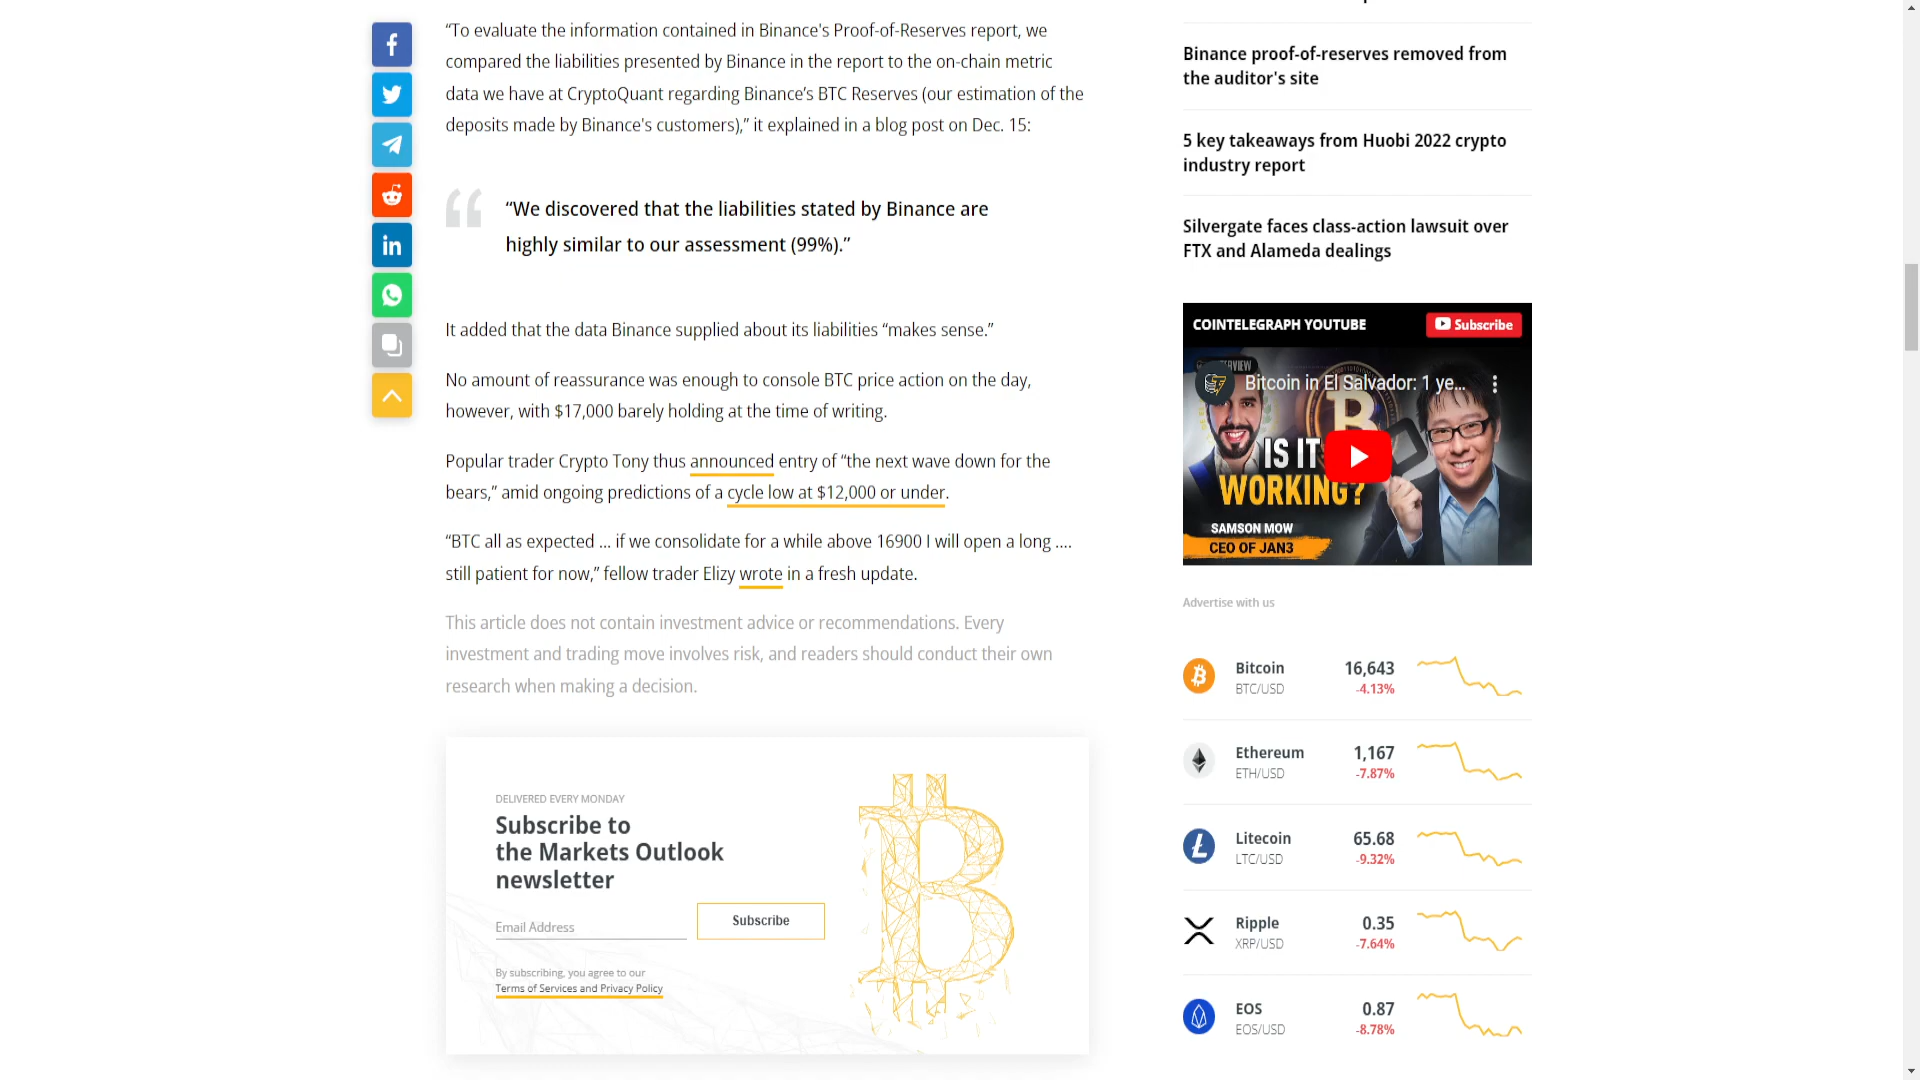 “To evaluate the information contained in Binance's Proof-of-Reserves report, we
compared the liabilities presented by Binance in the report to the on-chain metric
data we have at CryptoQuant regarding Binance’s BTC Reserves (our estimation of the
deposits made by Binance's customers),” it explained in a blog post on Dec. 15:
“We discovered that the liabilities stated by Binance are
highly similar to our assessment (99%).”
It added that the data Binance supplied about its liabilities “makes sense.”
No amount of reassurance was enough to console BTC price action on the day,
however, with $17,000 barely holding at the time of writing.
Popular trader Crypto Tony thus announced entry of “the next wave down for the
bears,” amid ongoing predictions of a cycle low at $12,000 or under.
“BTC all as expected ... if we consolidate for a while above 16900 I will open a long ....
still patient for now,” fellow trader Elizy wrote in a fresh update.
This article does not contain investment advice or recommendations. Every
investment and trading move involves risk, and readers should conduct their own
research when making a decision.
DELIVERED EVERY MONDAY
Subscribe to
the Markets Outlook
newsletter
Email Address
Subscribe
By subscribing, you agree to our
Terms of Services and Privacy Policy
Binance proof-of-reserves removed from
the auditor's site
5 key takeaways from Huobi 2022 crypto
industry report
Silvergate faces class-action lawsuit over
FTX and Alameda dealings
COINTELEGRAPH YOUTUBE
Subscribe
Bitcoin in El Salvador: 1 ye...
IS IT
WORKING?
SAMSON MOW
CEO OF JAN3
Advertise with us
Bitcoin 16,643
BTC/USD -4.13%
Ethereum 1,167
ETH/USD -7.87%
Litecoin 65.68
LTC/USD -9.32%
Ripple 0.35
XRP/USD -7.64%
EOS 0.87
EOS/USD -8.78%